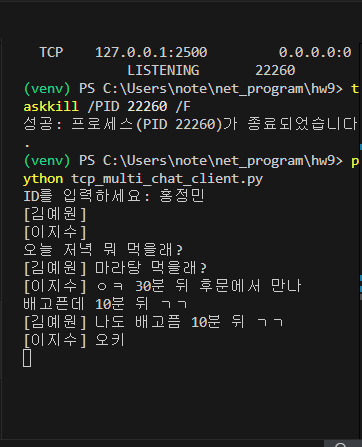 TCP    127.0.0.1:2500         0.0.0.0:0
LISTENING       22260
(venv) PS C:\Users\note\net_program\hw9> t
askkill /PID 22260 /F
성공: 프로세스(PID 22260)가 종료되었습니다
.
(venv) PS C:\Users\note\net_program\hw9> p
ython tcp_multi_chat_client.py
ID를 입력하세요: 홍정민
[김예원]
[이지수]
오늘 저녁 뭐 먹을래?
[김예원] 마라탕 먹을래?
[이지수] ㅇㅋ 30분 뒤 후문에서 만나
배고픈데 10분 뒤 ㄱㄱ
[김예원] 나도 배고픔 10분 뒤 ㄱㄱ
[이지수] 오키